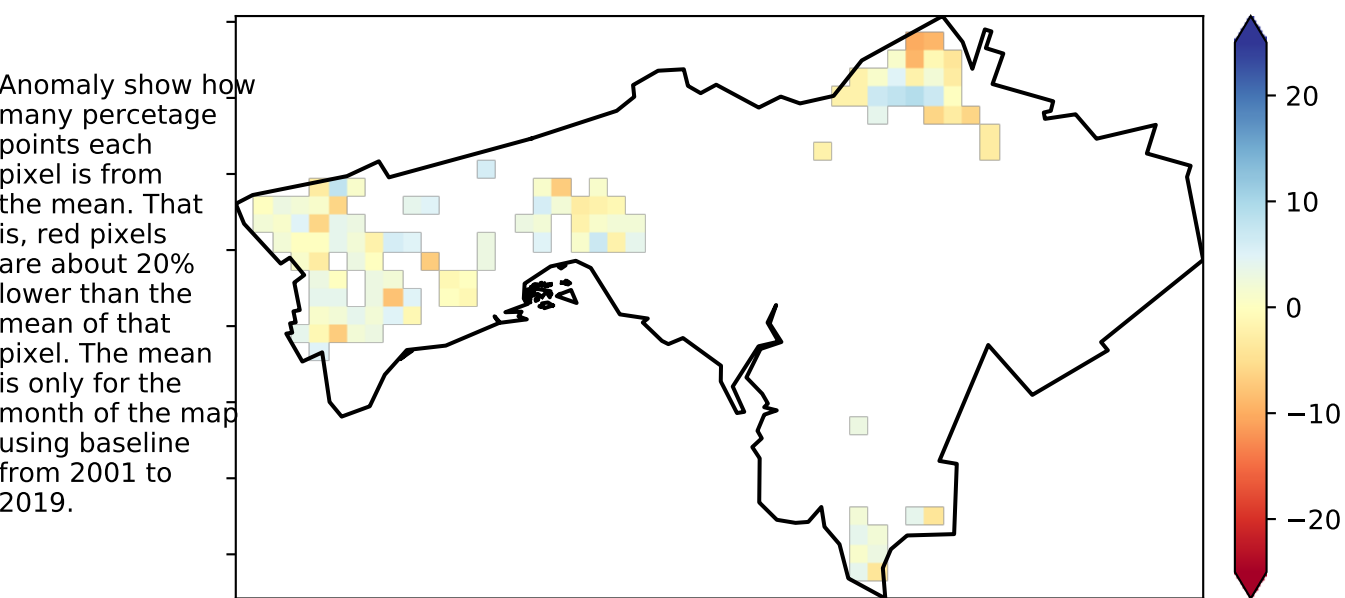 Anomaly show how
many percetage
points each
pixel is from
the mean. That
is, red pixels
are about 20%
lower than the
mean of that
pixel. The mean
is only for the
month of the map
using baseline
from 2001 to
2019.
20
10
0
−10
−20